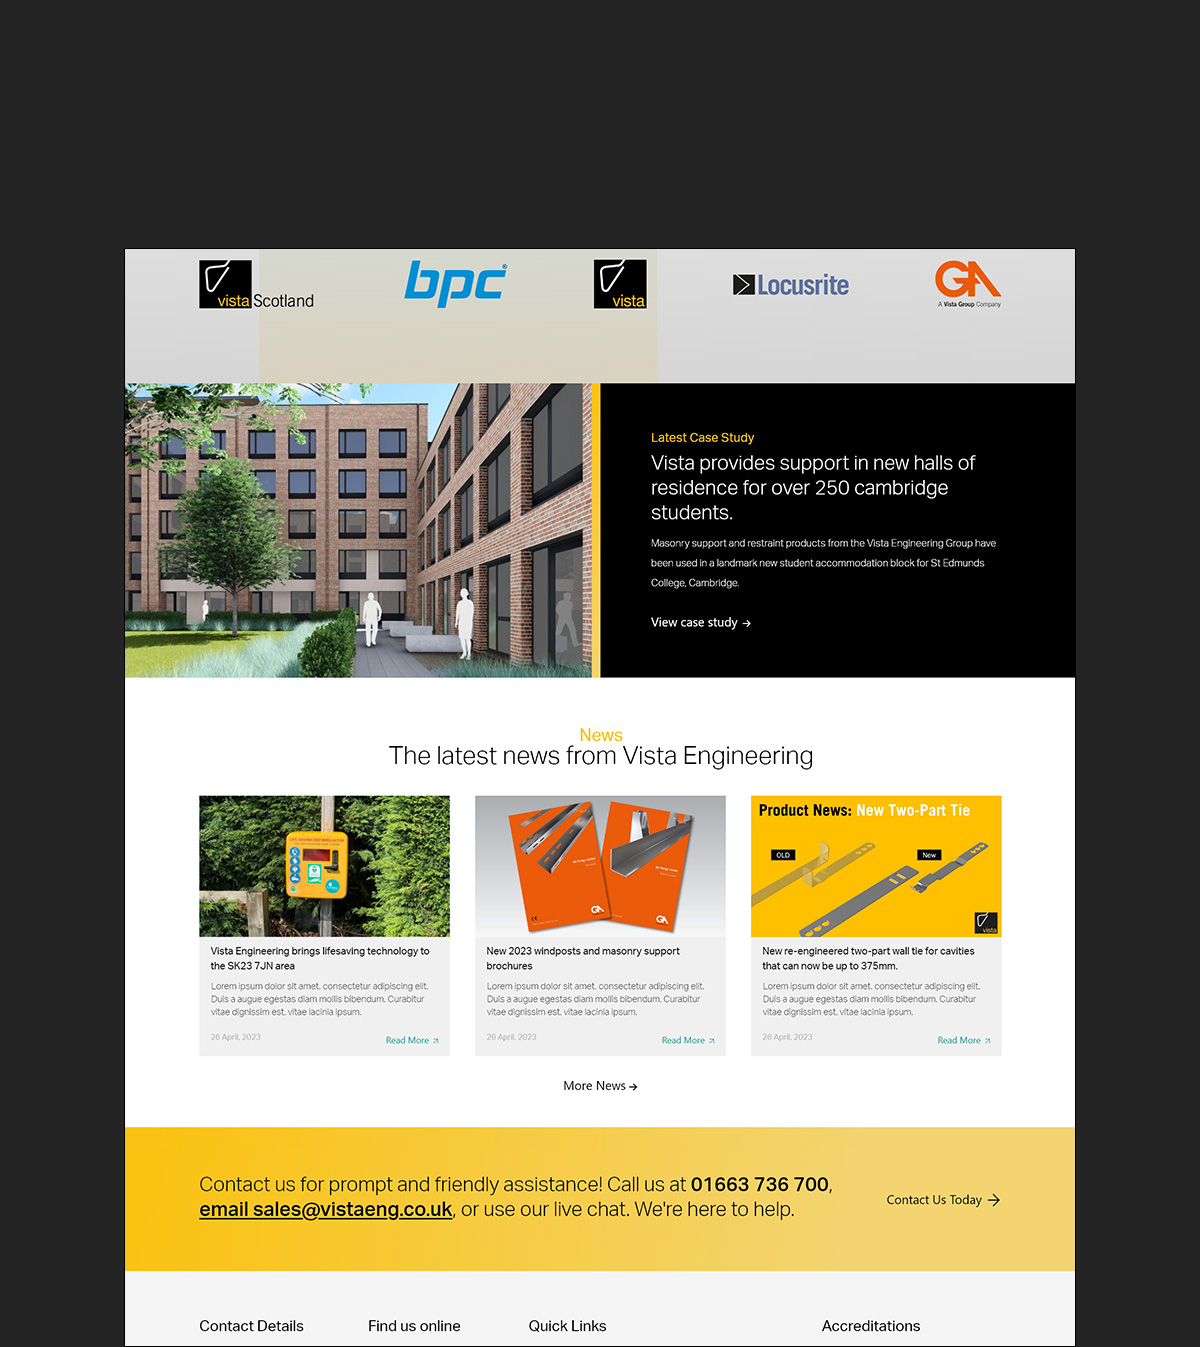 vista Scotland
bpc®
vista
Locusrite
GA
A Vista Group Company
Latest Case Study
Vista provides support in new halls of
residence for over 250 cambridge
students.
Masonry support and restraint products from the Vista Engineering Group have
been used in a landmark new student accommodation block for St Edmunds
College, Cambridge.
View case study →
News
The latest news from Vista Engineering
Product News: New Two-Part Tie
OLD
New
GA
GA
vista
Vista Engineering brings lifesaving technology to
the SK23 7JN area
Lorem ipsum dolor sit amet, consectetur adipiscing elit.
Duis a augue egestas diam mollis bibendum. Curabitur
vitae dignissim est, vitae lacinia ipsum.
26 April, 2023
Read More
New 2023 windposts and masonry support
brochures
Lorem ipsum dolor sit amet, consectetur adipiscing elit.
Duis a augue egestas diam mollis bibendum. Curabitur
vitae dignissim est, vitae lacinia ipsum.
26 April, 2023
Read More
New re-engineered two-part wall tie for cavities
that can now be up to 375mm.
Lorem ipsum dolor sit amet, consectetur adipiscing elit.
Duis a augue egestas diam mollis bibendum. Curabitur
vitae dignissim est, vitae lacinia ipsum.
26 April, 2023
Read More
More News →
Contact us for prompt and friendly assistance! Call us at 01663 736 700,
email sales@vistaeng.co.uk, or use our live chat. We're here to help.
Contact Us Today →
Contact Details
Find us online
Quick Links
Accreditations